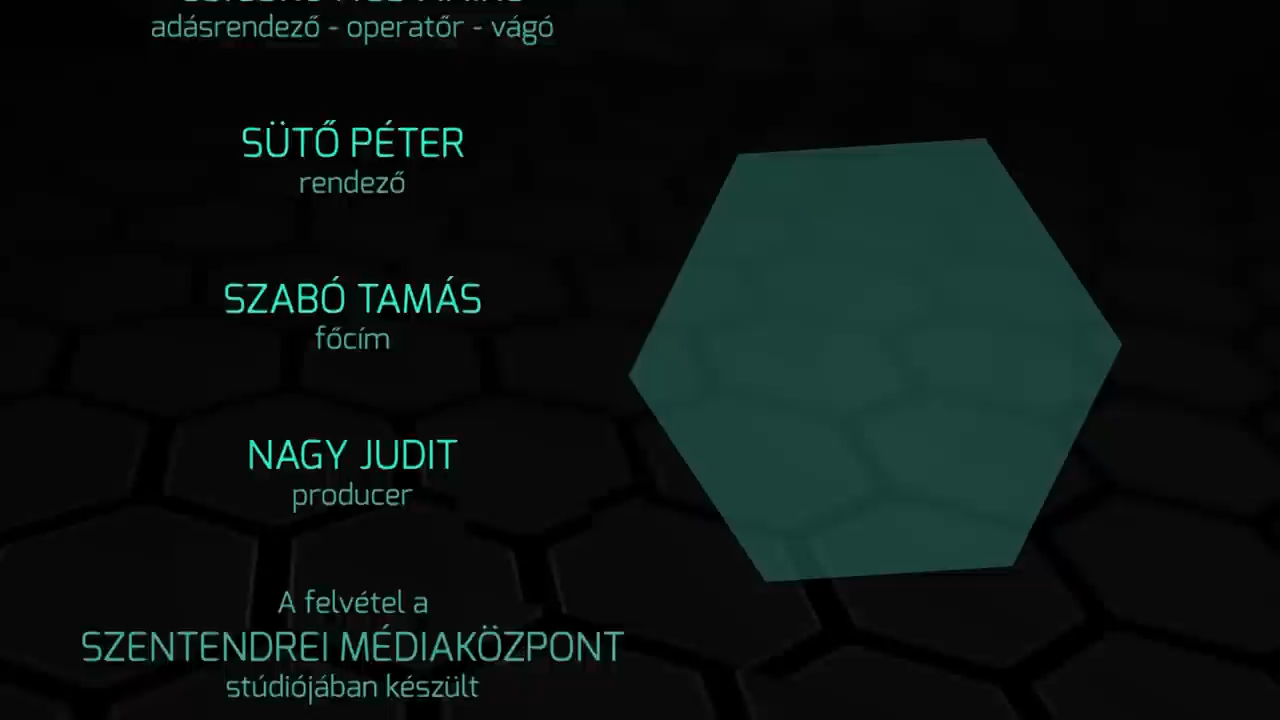 adásrendező - operatőr - vágó
SÜTŐ PÉTER
rendező
SZABÓ TAMÁS
főcím
NAGY JUDIT
producer
A felvétel a
SZENTENDREI MÉDIAKÖZPONT
stúdiójában készült